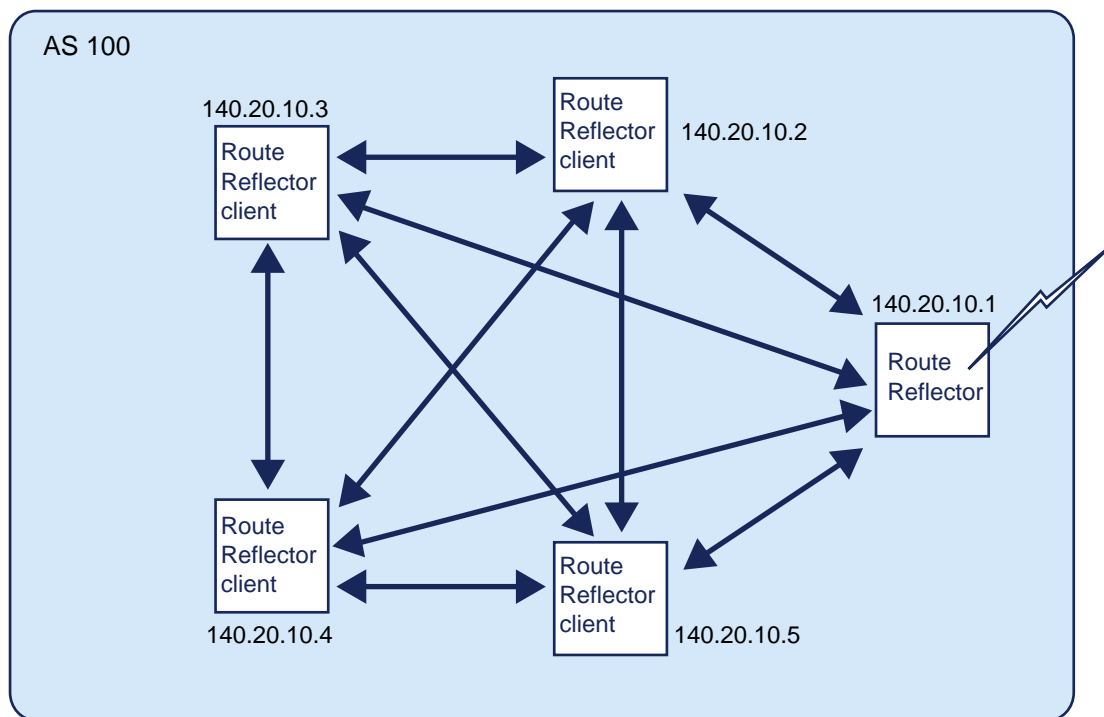 AS 100
140.20.10.3
Route
Reflector
client
Route
Reflector
client
140.20.10.2
140.20.10.1
Route
Reflector
Route
Reflector
client
140.20.10.4
Route
Reflector
client
140.20.10.5